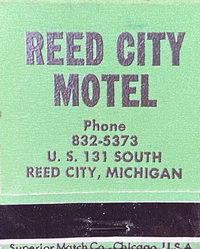 REED CITY
MOTEL
Phone
832-5373
U. S. 131 SOUTH
REED CITY, MICHIGAN
Superior Match Co., Chicago, U.S.A.